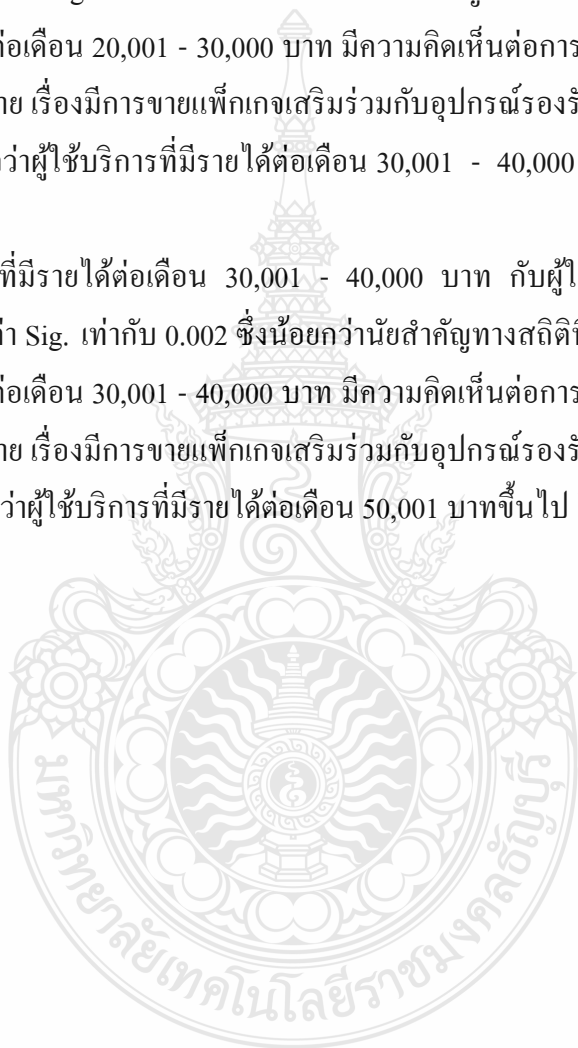 ต่อเดือน 20,001 - 30,000 บาท มีความคิดเห็นต่อการ
าย เรื่องมีการขายแพ็กเกจเสริมร่วมกับอุปกรณ์รองรั
ว่าผู้ใช้บริการที่มีรายได้ต่อเดือน 30,001 - 40,000
ที่มีรายได้ต่อเดือน 30,001 - 40,000 บาท กับผู้ใ
่า Sig. เท่ากับ 0.002 ซึ่งน้อยกว่านัยสำคัญทางสถิติที
ต่อเดือน 30,001 - 40,000 บาท มีความคิดเห็นต่อการ
าย เรื่องมีการขายแพ็กเกจเสริมร่วมกับอุปกรณ์รองรั
ว่าผู้ใช้บริการที่มีรายได้ต่อเดือน 50,001 บาทขึ้นไป
มหาวิทยาลัยเทคโนโลยีราชมงคลธัญบุรี